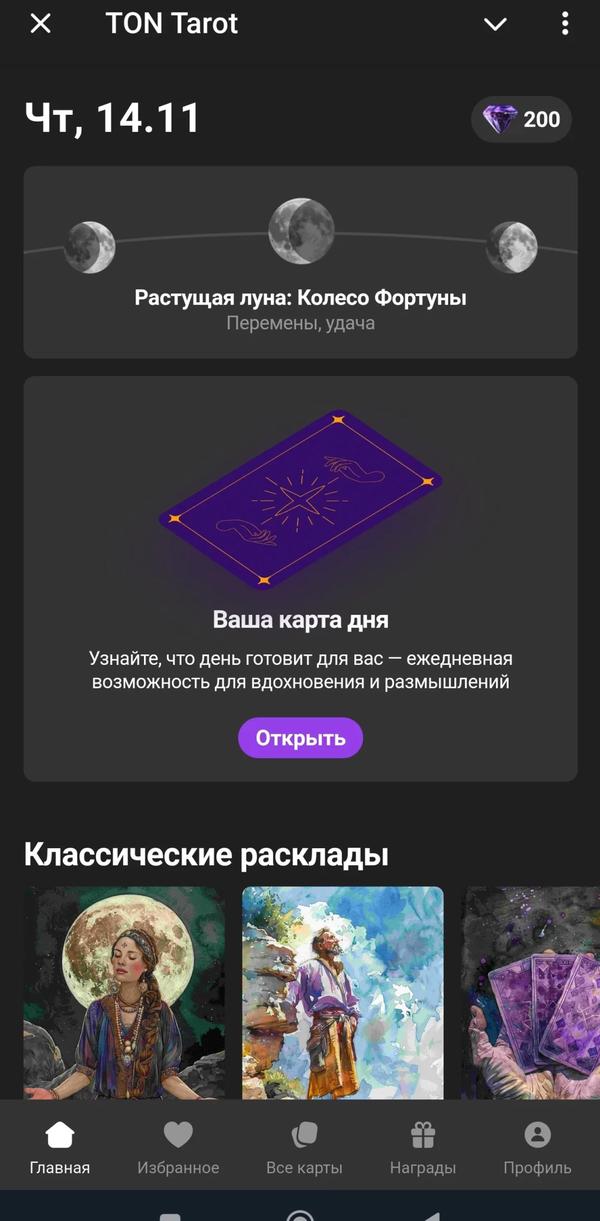 TON Tarot
Чт, 14.11
200
Растущая луна: Колесо Фортуны
Перемены, удача
Ваша карта дня
Узнайте, что день готовит для вас — ежедневная
возможность для вдохновения и размышлений
Открыть
Классические расклады
Главная
Избранное
Все карты
Награды
Профиль